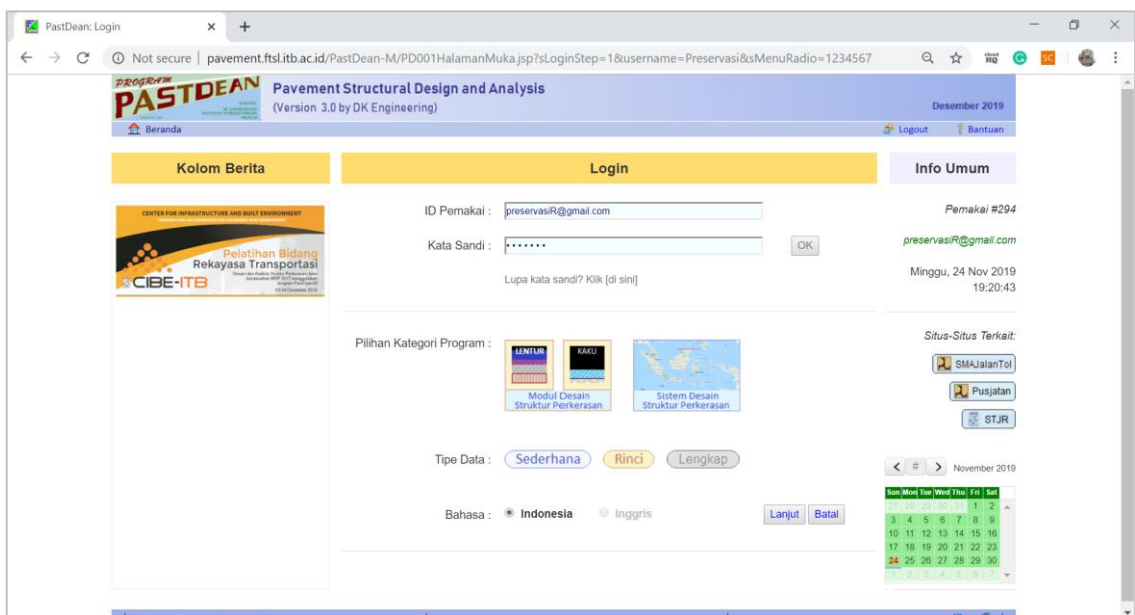 PastDean: Login
Not secure | pavement.ftsl.itb.ac.id/PastDean-M/PD001HalamanMuka.jsp?sLoginStep=1&username=Preservasi&sMenuRadio=1234567
PROGRAM
PASTDEAN
Pavement Structural Design and Analysis
(Version 3.0 by DK Engineering)
Desember 2019
Beranda
Logout
Bantuan
Kolom Berita
Login
Info Umum
CENTER FOR INFRASTRUCTURE AND BUILT ENVIRONMENT
Pelatihan Bidang
Rekayasa Transportasi
CIBE-ITB
ID Pemakai :
preservasiR@gmail.com
Kata Sandi :
OK
Lupa kata sandi? Klik [di sini]
Pemakai #294
preservasiR@gmail.com
Minggu, 24 Nov 2019
19:20:43
Pilihan Kategori Program :
LENTUR
KAKU
Modul Desain
Struktur Perkerasan
Sistem Desain
Struktur Perkerasan
Situs-Situs Terkait:
SMAJalanTol
Pusjatan
STJR
Tipe Data :
Sederhana
Rinci
Lengkap
Bahasa :
Indonesia
Inggris
Lanjut
Batal
< # > November 2019
Sun Mon Tue Wed Thu Fri Sat
27 28 29 30 31 1 2
3 4 5 6 7 8 9
10 11 12 13 14 15 16
17 18 19 20 21 22 23
24 25 26 27 28 29 30
1 2 3 4 5 6 7